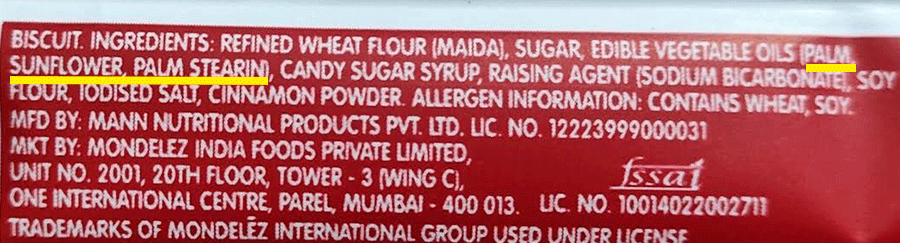 BISCUIT. INGREDIENTS: REFINED WHEAT FLOUR (MAIDA), SUGAR, EDIBLE VEGETABLE OILS (PALM
SUNFLOWER, PALM STEARIN), CANDY SUGAR SYRUP, RAISING AGENT (SODIUM BICARBONATE), SOY
FLOUR, IODISED SALT, CINNAMON POWDER. ALLERGEN INFORMATION: CONTAINS WHEAT, SOY.
MFD BY: MANN NUTRITIONAL PRODUCTS PVT. LTD. LIC. NO. 12223999000031
MKT BY: MONDELEZ INDIA FOODS PRIVATE LIMITED,
UNIT NO. 2001, 20TH FLOOR, TOWER - 3 (WING C),
fssai
ONE INTERNATIONAL CENTRE, PAREL, MUMBAI - 400 013. LIC. NO. 10014022002711
TRADEMARKS OF MONDELĒZ INTERNATIONAL GROUP USED UNDER LICENSE